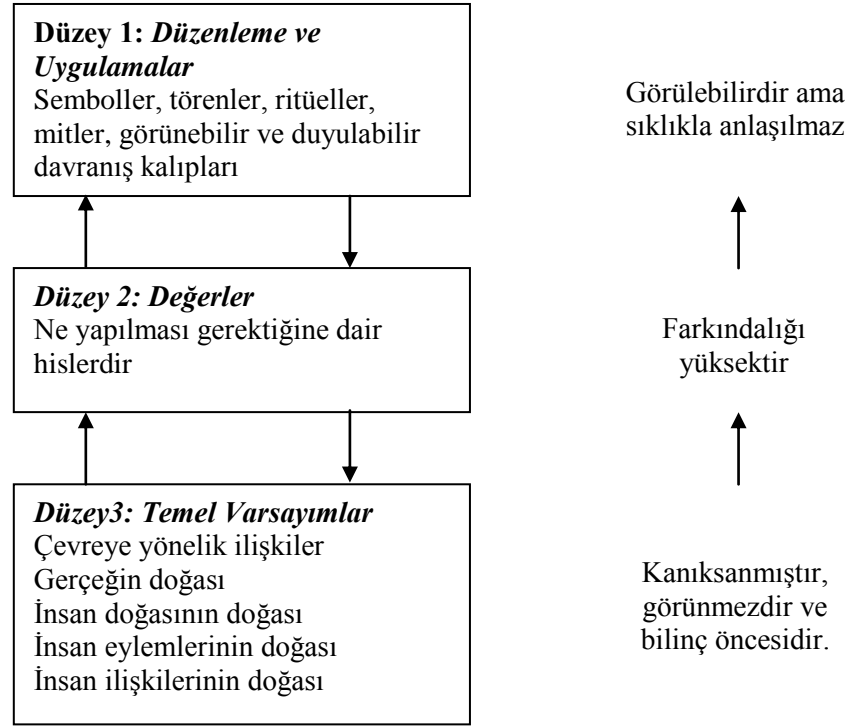 Düzey 1: Düzenleme ve
Uygulamalar
Semboller, törenler, ritüeller,
mitler, görünebilir ve duyulabilir
davranış kalıpları
Görülebilirdir ama
sıklıkla anlaşılmaz
Düzey 2: Değerler
Ne yapılması gerektiğine dair
hislerdir
Farkındalığı
yüksektir
Düzey3: Temel Varsayımlar
Çevreye yönelik ilişkiler
Gerçeğin doğası
İnsan doğasının doğası
İnsan eylemlerinin doğası
İnsan ilişkilerinin doğası
Kanıksanmıştır,
görünmezdir ve
bilinç öncesidir.